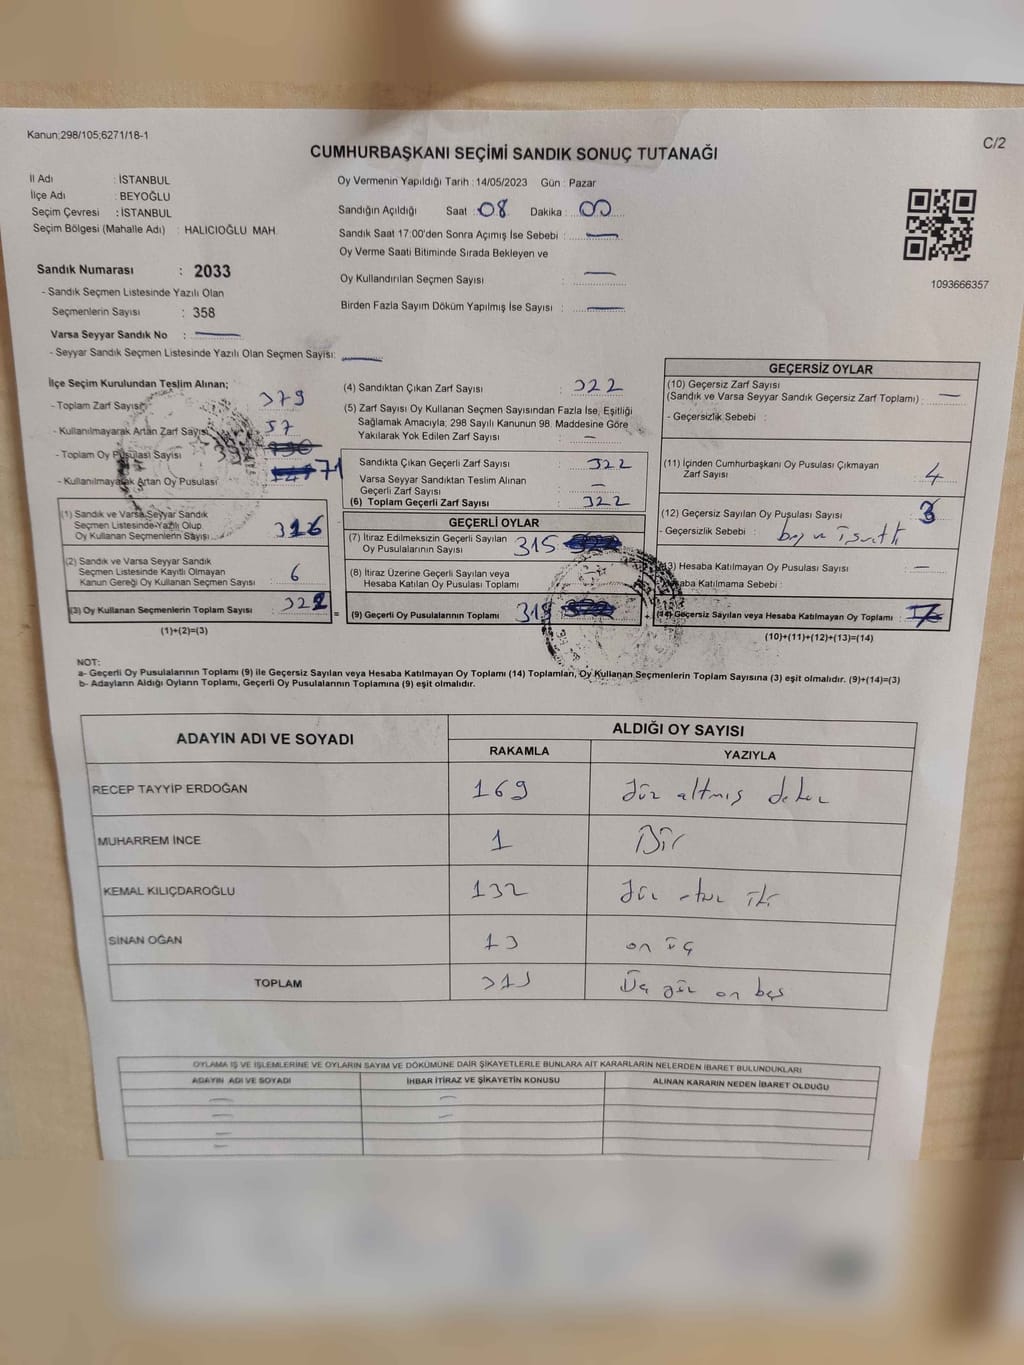 Kanun;298/105;6271/18-1
C/2
CUMHURBAŞKANI SEÇİMİ SANDIK SONUÇ TUTANAĞI
İl Adı : İSTANBUL
İlçe Adı : BEYOĞLU
Seçim Çevresi : İSTANBUL
Seçim Bölgesi (Mahalle Adı) : HALICIOĞLU MAH.
Sandık Numarası : 2033
- Sandık Seçmen Listesinde Yazılı Olan
Seçmenlerin Sayısı : 358
Varsa Seyyar Sandık No : —
- Seyyar Sandık Seçmen Listesinde Yazılı Olan Seçmen Sayısı: —
Oy Vermenin Yapıldığı Tarih : 14/05/2023 Gün : Pazar
Sandığın Açıldığı Saat : 08 Dakika : 00
Sandık Saat 17:00'den Sonra Açımış İse Sebebi : —
Oy Verme Saati Bitiminde Sırada Bekleyen ve
Oy Kullandırılan Seçmen Sayısı : —
Birden Fazla Sayım Döküm Yapılmış İse Sayısı : —
1093666357
İlçe Seçim Kurulundan Teslim Alınan;
- Toplam Zarf Sayısı 379
- Kullanılmayarak Artan Zarf Sayısı 57
- Toplam Oy Pusulası Sayısı
- Kullanılmayarak Artan Oy Pusulası 71
(1) Sandık ve Varsa Seyyar Sandık
Seçmen Listesinde Yazılı Olup
Oy Kullanan Seçmenlerin Sayısı : 316
(2) Sandık ve Varsa Seyyar Sandık
Seçmen Listesinde Kayıtlı Olmayan
Kanun Gereği Oy Kullanan Seçmen Sayısı : 6
(3) Oy Kullanan Seçmenlerin Toplam Sayısı : 322
(1)+(2)=(3)
(4) Sandıktan Çıkan Zarf Sayısı : 322
(5) Zarf Sayısı Oy Kullanan Seçmen Sayısından Fazla İse, Eşitliği
Sağlamak Amacıyla; 298 Sayılı Kanunun 98. Maddesine Göre
Yakılarak Yok Edilen Zarf Sayısı : —
Sandıkta Çıkan Geçerli Zarf Sayısı : 322
Varsa Seyyar Sandıktan Teslim Alınan
Geçerli Zarf Sayısı : —
(6) Toplam Geçerli Zarf Sayısı : 322
GEÇERLİ OYLAR
(7) İtiraz Edilmeksizin Geçerli Sayılan
Oy Pusulalarının Sayısı 315
(8) İtiraz Üzerine Geçerli Sayılan veya
Hesaba Katılan Oy Pusulası Toplamı
= (9) Geçerli Oy Pusulalarının Toplamı 315
GEÇERSİZ OYLAR
(10) Geçersiz Zarf Sayısı
(Sandık ve Varsa Seyyar Sandık Geçersiz Zarf Toplamı) : —
- Geçersizlik Sebebi :
(11) İçinden Cumhurbaşkanı Oy Pusulası Çıkmayan
Zarf Sayısı 4
(12) Geçersiz Sayılan Oy Pusulası Sayısı 3
- Geçersizlik Sebebi : boş ve
(13) Hesaba Katılmayan Oy Pusulası Sayısı : —
Hesaba Katılmama Sebebi :
+ (14) Geçersiz Sayılan veya Hesaba Katılmayan Oy Toplamı :
(10)+(11)+(12)+(13)=(14)
NOT:
a- Geçerli Oy Pusulalarının Toplamı (9) ile Geçersiz Sayılan veya Hesaba Katılmayan Oy Toplamı (14) Toplamları, Oy Kullanan Seçmenlerin Toplam Sayısına (3) eşit olmalıdır. (9)+(14)=(3)
b- Adayların Aldığı Oyların Toplamı, Geçerli Oy Pusulalarının Toplamına (9) eşit olmalıdır.
ADAYIN ADI VE SOYADI ALDIĞI OY SAYISI
RAKAMLA YAZIYLA
RECEP TAYYİP ERDOĞAN 169 Yüz altmış dokuz
MUHARREM İNCE 1 Bir
KEMAL KILIÇDAROĞLU 132 Yüz otuz iki
SİNAN OĞAN 13 on üç
TOPLAM 315 Üç yüz on beş
OYLAMA İŞ VE İŞLEMLERİNE VE OYLARIN SAYIM VE DÖKÜMÜNE DAİR ŞİKAYETLERLE BUNLARA AİT KARARLARIN NELERDEN İBARET BULUNDUKLARI
ADAYIN ADI VE SOYADI İHBAR İTİRAZ VE ŞİKAYETİN KONUSU ALINAN KARARIN NEDEN İBARET OLDUĞU